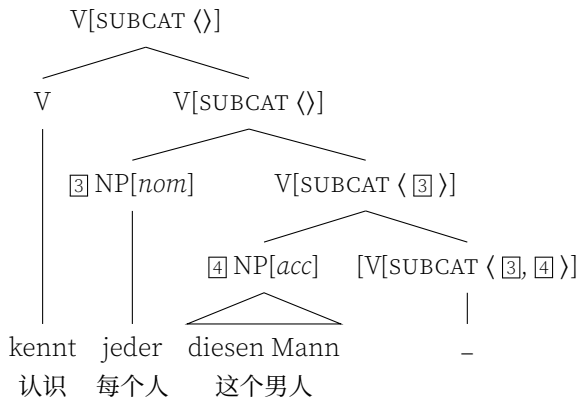 V[SUBCAT ⟨⟩]
V V[SUBCAT ⟨⟩]
3 NP[nom] V[SUBCAT ⟨ 3 ⟩]
4 NP[acc] [V[SUBCAT ⟨ 3, 4 ⟩]
kennt jeder diesen Mann _
认识 每个人 这个男人